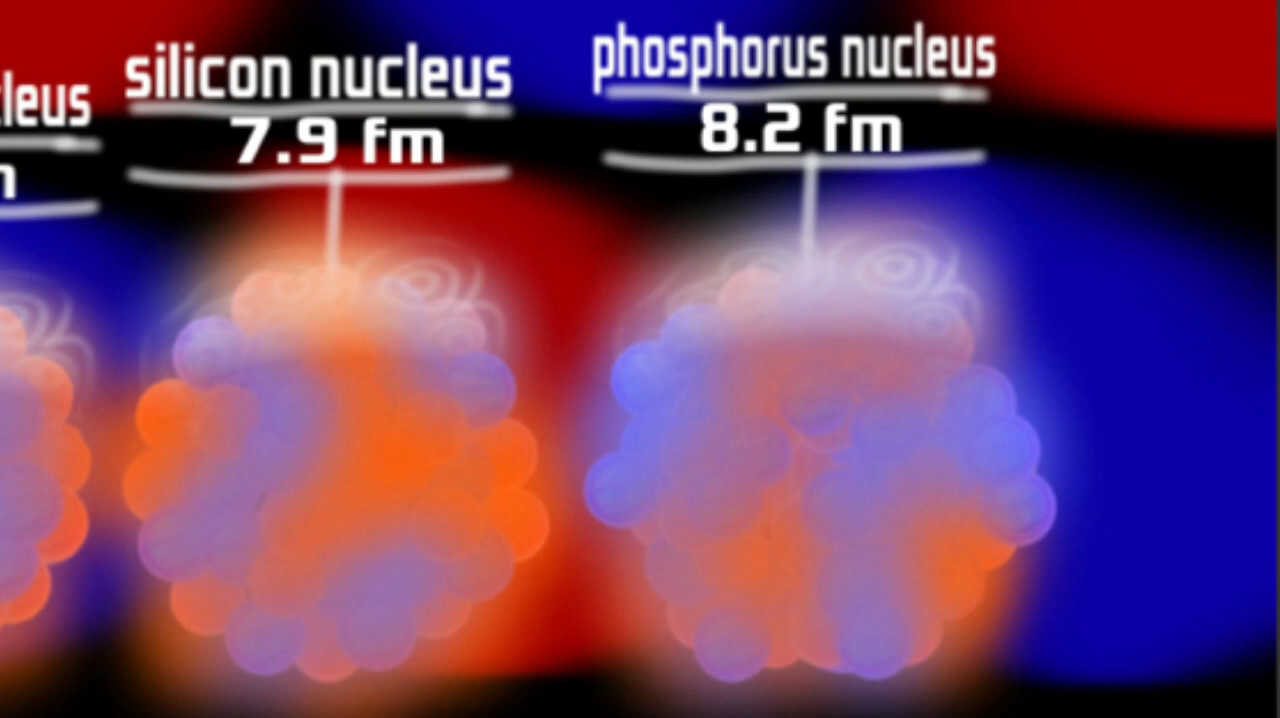 silicon nucleus
7.9 fm
phosphorus nucleus
8.2 fm